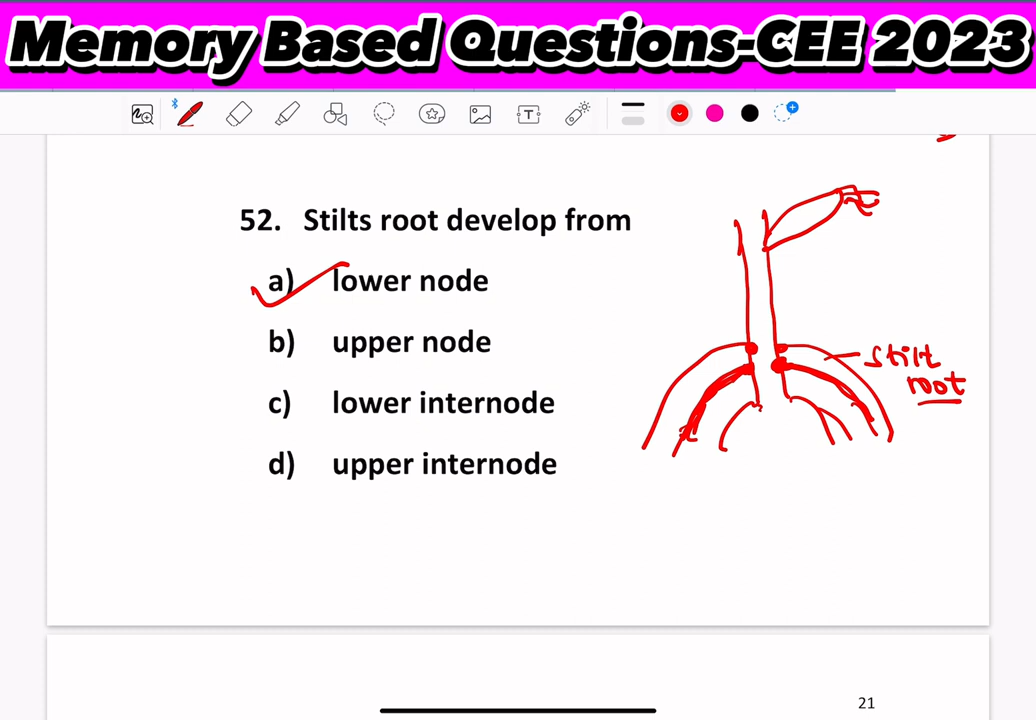 Memory Based Questions-CEE 2023
T
52. Stilts root develop from
a) lower node
b) upper node
c) lower internode
d) upper internode
stilt
root
21